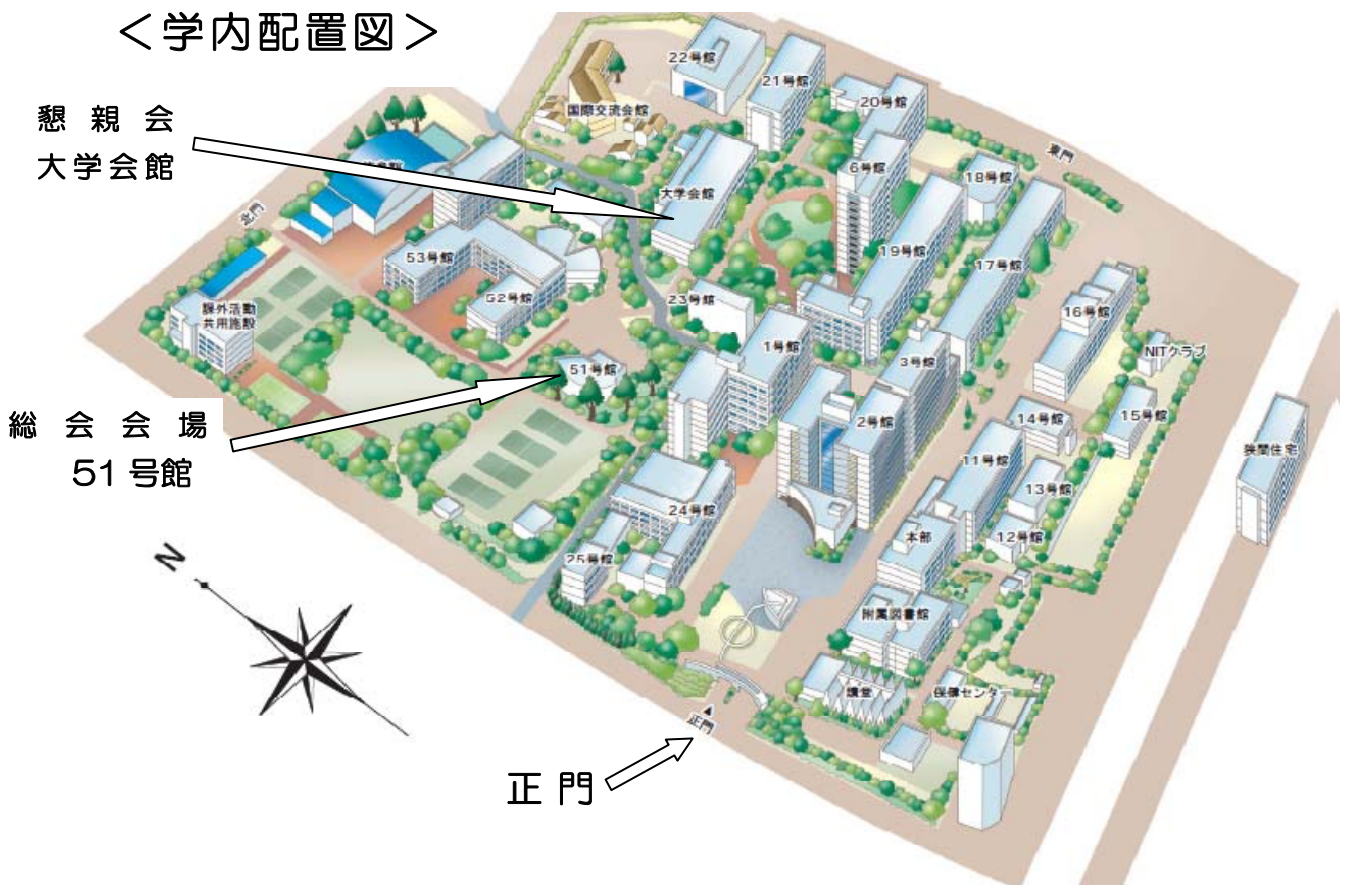 ＜学内配置図＞
懇親会
大学会館
22号館
21号館
20号館
国際交流会館
東門
6号館
18号館
大学会館
北門
53号館
19号館
17号館
G2号館
23号館
課外活動
共用施設
16号館
1号館
3号館
NITクラブ
51号館
総会会場
51号館
14号館
15号館
2号館
11号館
狭間住宅
13号館
24号館
本部
12号館
25号館
N
附属図書館
講堂
保健センター
正門
正門